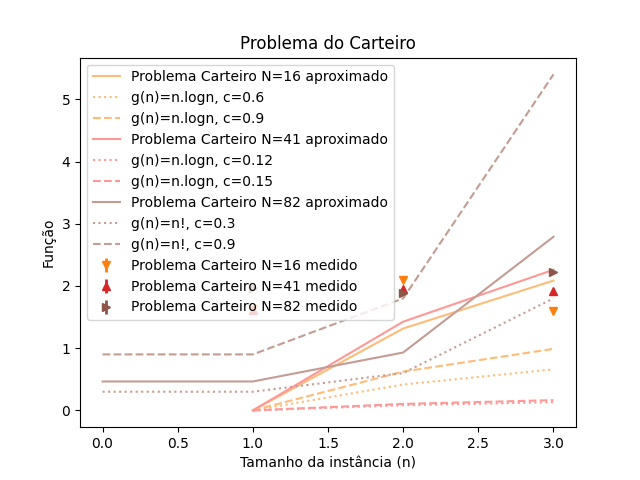 Problema do Carteiro
Função
5
4
3
2
1
0
Problema Carteiro N=16 aproximado
g(n)=n.logn, c=0.6
g(n)=n.logn, c=0.9
Problema Carteiro N=41 aproximado
g(n)=n.logn, c=0.12
g(n)=n.logn, c=0.15
Problema Carteiro N=82 aproximado
g(n)=n!, c=0.3
g(n)=n!, c=0.9
Problema Carteiro N=16 medido
Problema Carteiro N=41 medido
Problema Carteiro N=82 medido
0.0 0.5 1.0 1.5 2.0 2.5 3.0
Tamanho da instância (n)